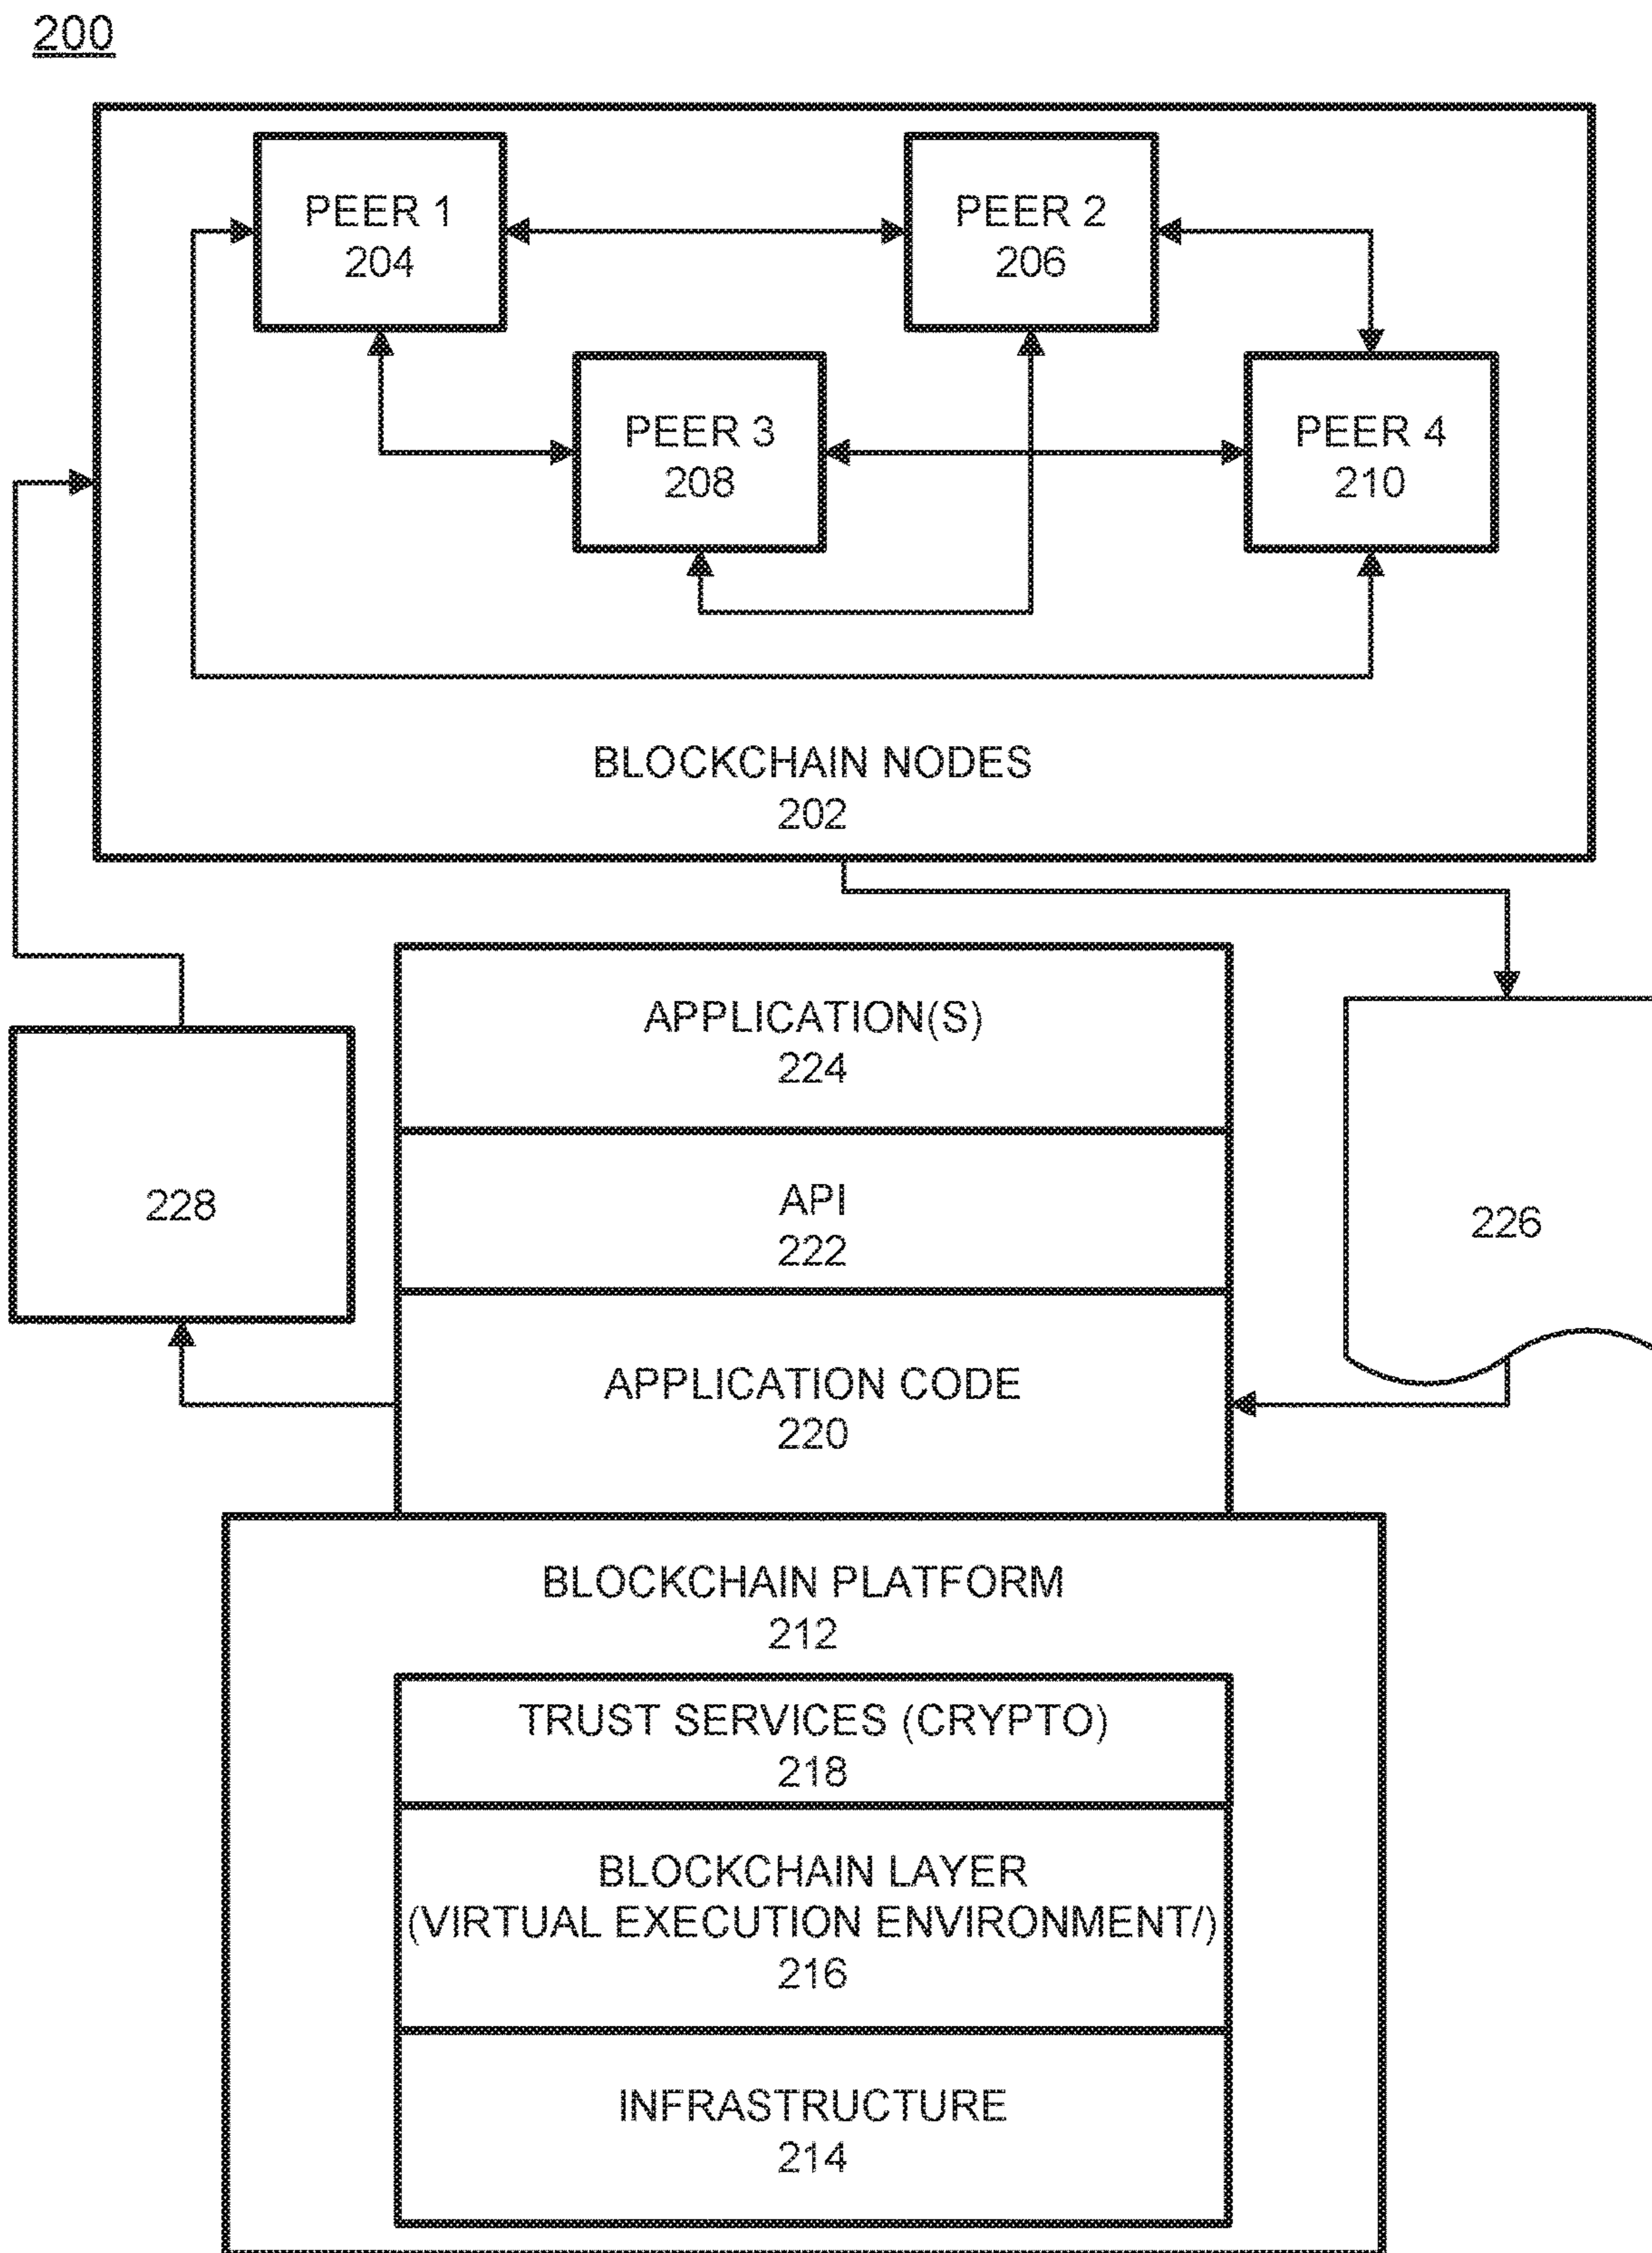 200
PEER 1
204
PEER 2
206
PEER 3
208
PEER 4
210
BLOCKCHAIN NODES
202
APPLICATION(S)
224
API
222
228
226
APPLICATION CODE
220
BLOCKCHAIN PLATFORM
212
TRUST SERVICES (CRYPTO)
218
BLOCKCHAIN LAYER
(VIRTUAL EXECUTION ENVIRONMENT/)
216
INFRASTRUCTURE
214